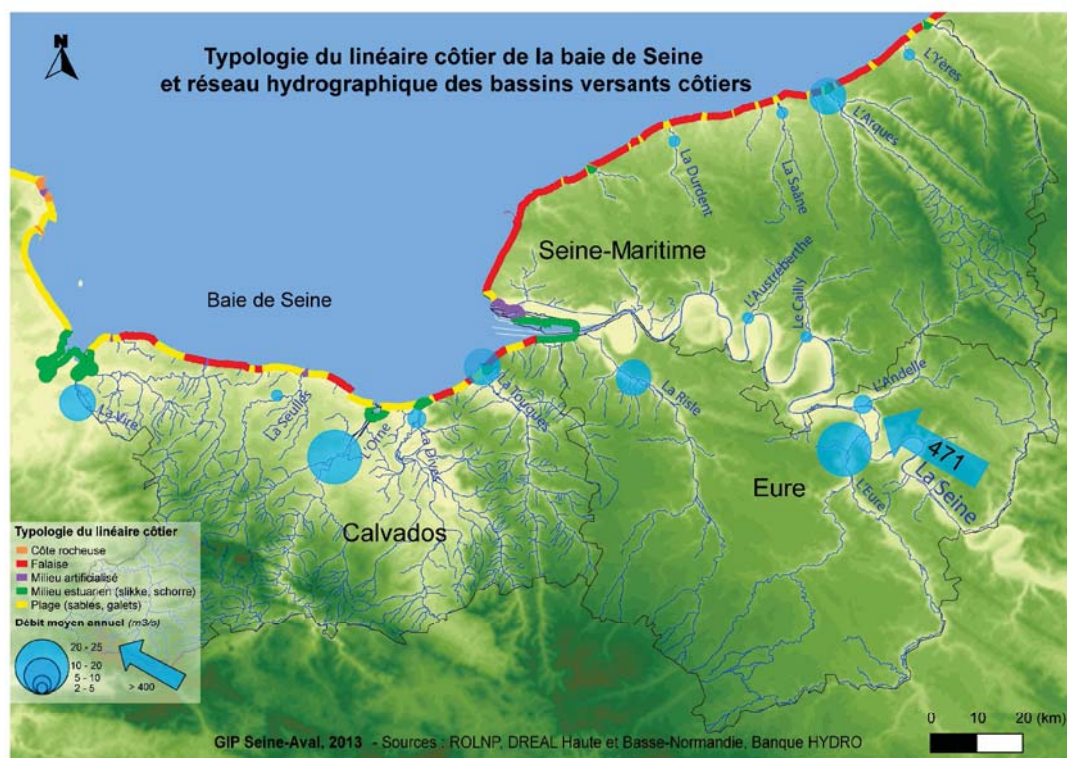 N
Typologie du linéaire côtier de la baie de Seine
et réseau hydrographique des bassins versants côtiers
L'Yères
L'Arques
La Saâne
La Durdent
Seine-Maritime
Baie de Seine
L'Austreberthe
Le Cailly
L'Andelle
La Risle
La Touques
La Vire
La Seulles
L'Orne
La Dives
471
La Seine
L'Eure
Eure
Calvados
Typologie du linéaire côtier
Côte rocheuse
Falaise
Milieu artificialisé
Milieu estuarien (slikke, schorre)
Plage (sables, galets)
Débit moyen annuel (m3/s)
20 - 25
10 - 20
5 - 10
2 - 5
> 400
0 10 20 (km)
GIP Seine-Aval, 2013 - Sources : ROLNP, DREAL Haute et Basse-Normandie, Banque HYDRO